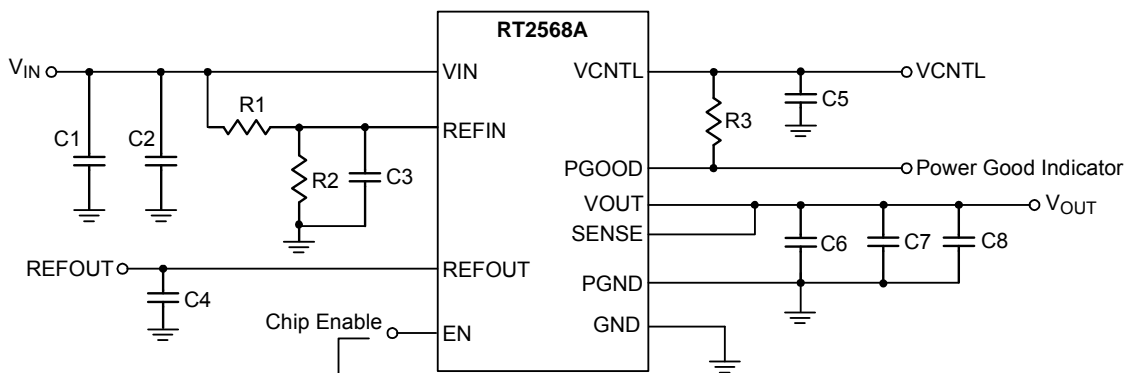 RT2568A
VIN
VIN
VCNTL
VCNTL
R1
C5
C1
C2
REFIN
R3
R2
C3
PGOOD
Power Good Indicator
VOUT
VOUT
SENSE
C6
C7
C8
REFOUT
REFOUT
PGND
C4
Chip Enable
EN
GND